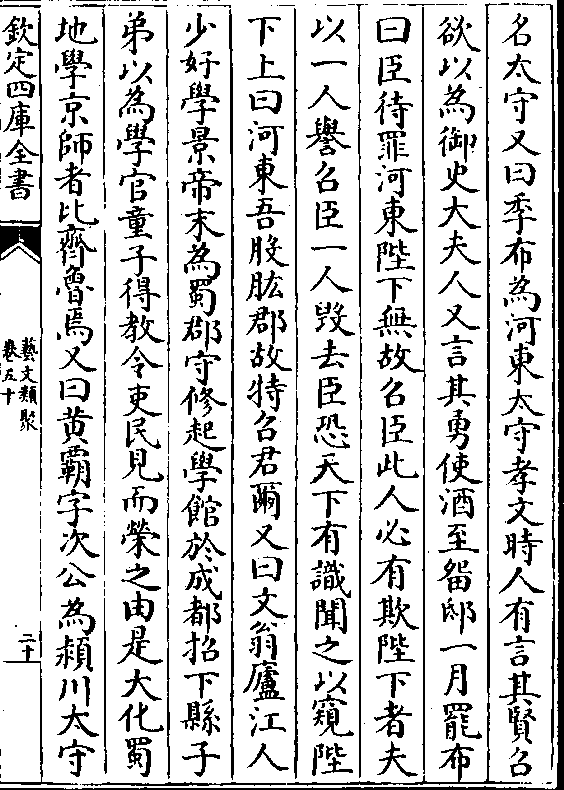 名太守又曰季布為河東太守孝文時人有言其賢召
欲以為御史大夫人又言其勇使酒至留邸一月罷布
曰臣待罪河東陛下無故召臣此人必有欺陛下者夫
以一人譽召臣一人毀去臣恐天下有識聞之以窺陛
下上曰河東吾股肱郡故特召君爾又曰文翁廬江人
少好學景帝末為蜀郡守修起學館於成都招下縣子
弟以為學官童子得教令吏民見而榮之由是大化蜀
地學京師者比齊魯焉又曰黄霸字次公為潁川太守
欽定四庫全書
藝文類聚
卷五十
二十